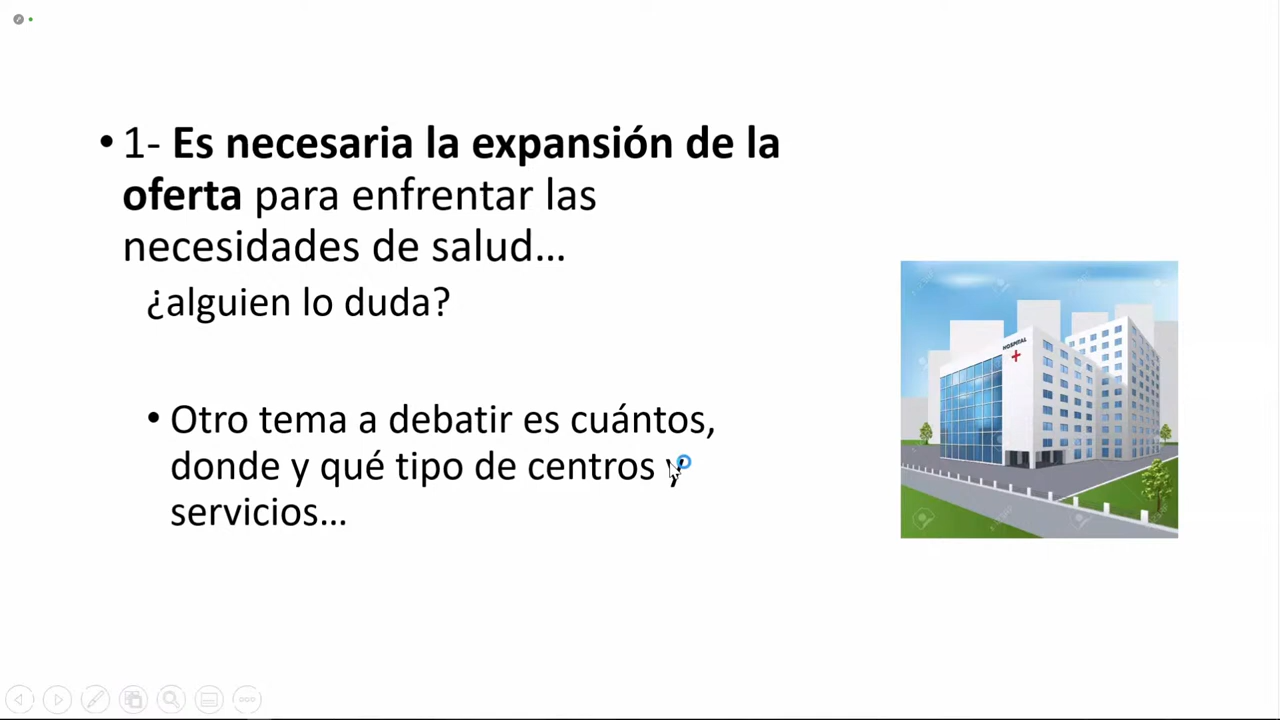 • 1- Es necesaria la expansión de la
oferta para enfrentar las
necesidades de salud...
¿alguien lo duda?
• Otro tema a debatir es cuántos,
donde y qué tipo de centros y
servicios...
HOSPITAL